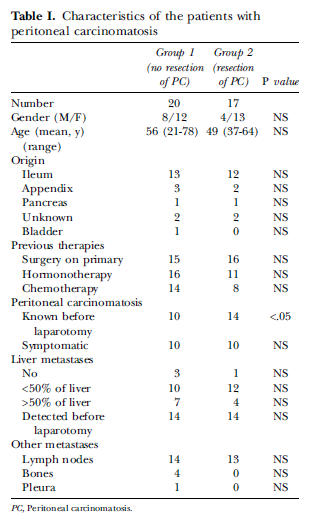 Table I. Characteristics of the patients with
peritoneal carcinomatosis
Group 1 Group 2
(no resection (resection
of PC) of PC) P value
Number 20 17
Gender (M/F) 8/12 4/13 NS
Age (mean, y) 56 (21-78) 49 (37-64) NS
(range)
Origin
Ileum 13 12 NS
Appendix 3 2 NS
Pancreas 1 1 NS
Unknown 2 2 NS
Bladder 1 0 NS
Previous therapies
Surgery on primary 15 16 NS
Hormonotherapy 16 11 NS
Chemotherapy 14 8 NS
Peritoneal carcinomatosis
Known before 10 14 <.05
laparotomy
Symptomatic 10 10 NS
Liver metastases
No 3 1 NS
<50% of liver 10 12 NS
>50% of liver 7 4 NS
Detected before 14 14 NS
laparotomy
Other metastases
Lymph nodes 14 13 NS
Bones 4 0 NS
Pleura 1 0 NS
PC, Peritoneal carcinomatosis.